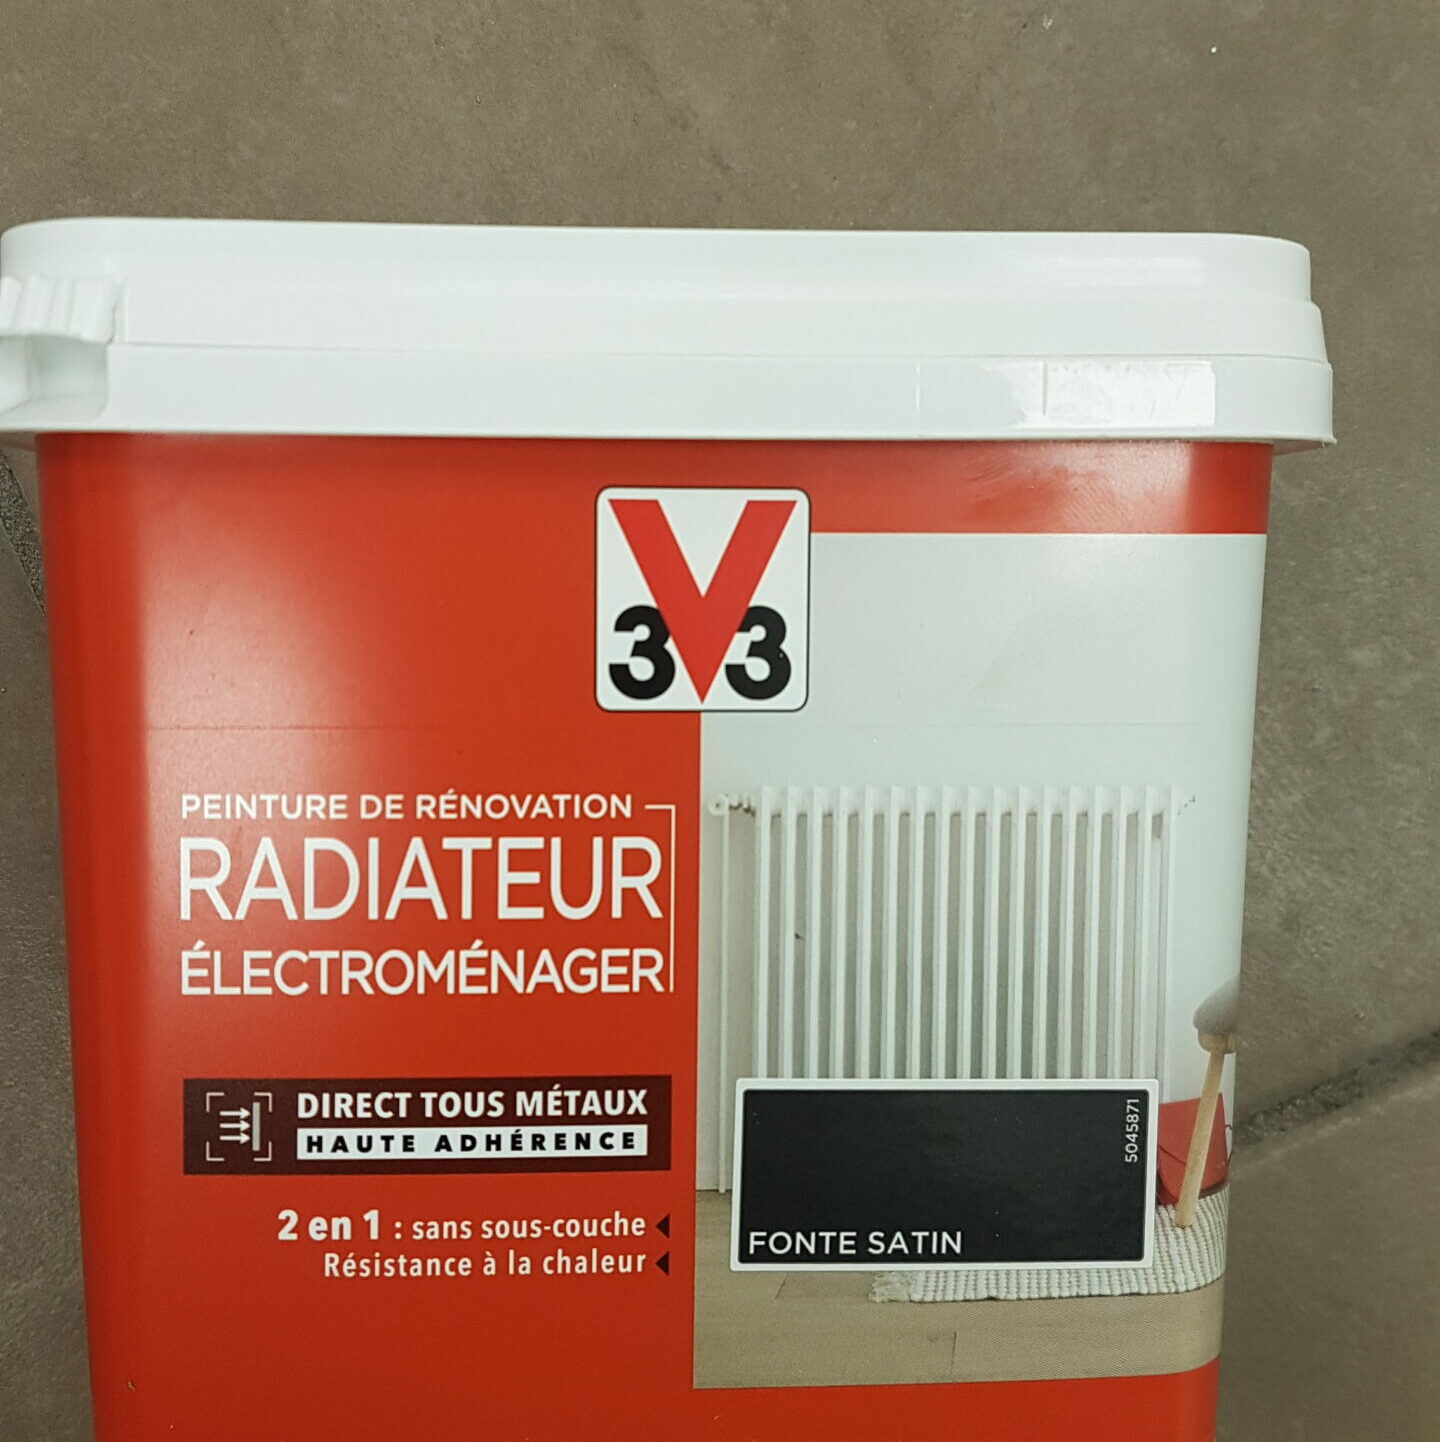 3V3
PEINTURE DE RÉNOVATION
RADIATEUR
ÉLECTROMÉNAGER
DIRECT TOUS MÉTAUX
HAUTE ADHÉRENCE
2 en 1 : sans sous-couche
Résistance à la chaleur
5045871
FONTE SATIN